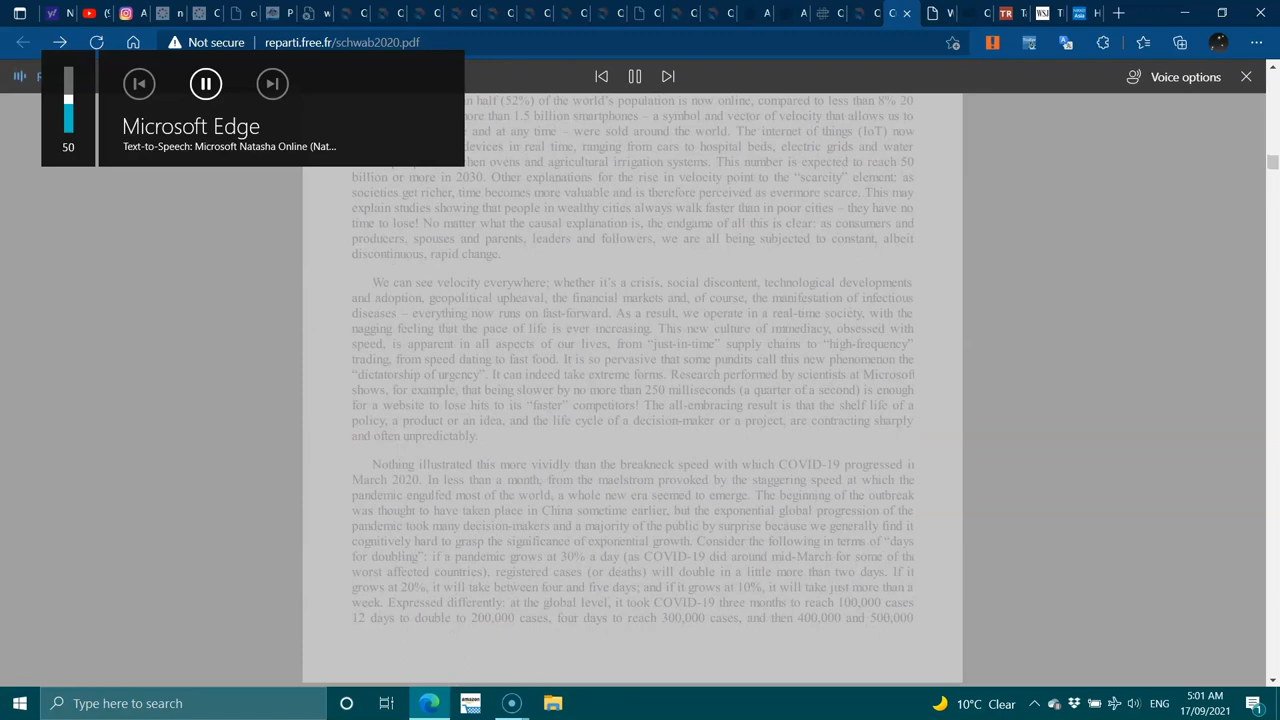 Not secure
reparti.free.fr/schwab2020.pdf
Voice options
50
Microsoft Edge
Text-to-Speech: Microsoft Natasha Online (Nat...
n half (52%) of the world's population is now online, compared to less than 8% 20
ore than 1.5 billion smartphones – a symbol and vector of velocity that allows us to
and at any time – were sold around the world. The internet of things (IoT) now
devices in real time, ranging from cars to hospital beds, electric grids and water
hen ovens and agricultural irrigation systems. This number is expected to reach 50
billion or more in 2030. Other explanations for the rise in velocity point to the “scarcity” element: as
societies get richer, time becomes more valuable and is therefore perceived as evermore scarce. This may
explain studies showing that people in wealthy cities always walk faster than in poor cities – they have no
time to lose! No matter what the causal explanation is, the endgame of all this is clear: as consumers and
producers, spouses and parents, leaders and followers, we are all being subjected to constant, albeit
discontinuous, rapid change.
We can see velocity everywhere; whether it's a crisis, social discontent, technological developments
and adoption, geopolitical upheaval, the financial markets and, of course, the manifestation of infectious
diseases – everything now runs on fast-forward. As a result, we operate in a real-time society, with the
nagging feeling that the pace of life is ever increasing. This new culture of immediacy, obsessed with
speed, is apparent in all aspects of our lives, from “just-in-time” supply chains to “high-frequency”
trading, from speed dating to fast food. It is so pervasive that some pundits call this new phenomenon the
“dictatorship of urgency”. It can indeed take extreme forms. Research performed by scientists at Microsoft
shows, for example, that being slower by no more than 250 milliseconds (a quarter of a second) is enough
for a website to lose hits to its “faster” competitors! The all-embracing result is that the shelf life of a
policy, a product or an idea, and the life cycle of a decision-maker or a project, are contracting sharply
and often unpredictably.
Nothing illustrated this more vividly than the breakneck speed with which COVID-19 progressed in
March 2020. In less than a month, from the maelstrom provoked by the staggering speed at which the
pandemic engulfed most of the world, a whole new era seemed to emerge. The beginning of the outbreak
was thought to have taken place in China sometime earlier, but the exponential global progression of the
pandemic took many decision-makers and a majority of the public by surprise because we generally find it
cognitively hard to grasp the significance of exponential growth. Consider the following in terms of “days
for doubling”: if a pandemic grows at 30% a day (as COVID-19 did around mid-March for some of the
worst affected countries), registered cases (or deaths) will double in a little more than two days. If it
grows at 20%, it will take between four and five days; and if it grows at 10%, it will take just more than a
week. Expressed differently: at the global level, it took COVID-19 three months to reach 100,000 cases
12 days to double to 200,000 cases, four days to reach 300,000 cases, and then 400,000 and 500,000
Type here to search
10°C Clear
ENG
5:01 AM
17/09/2021